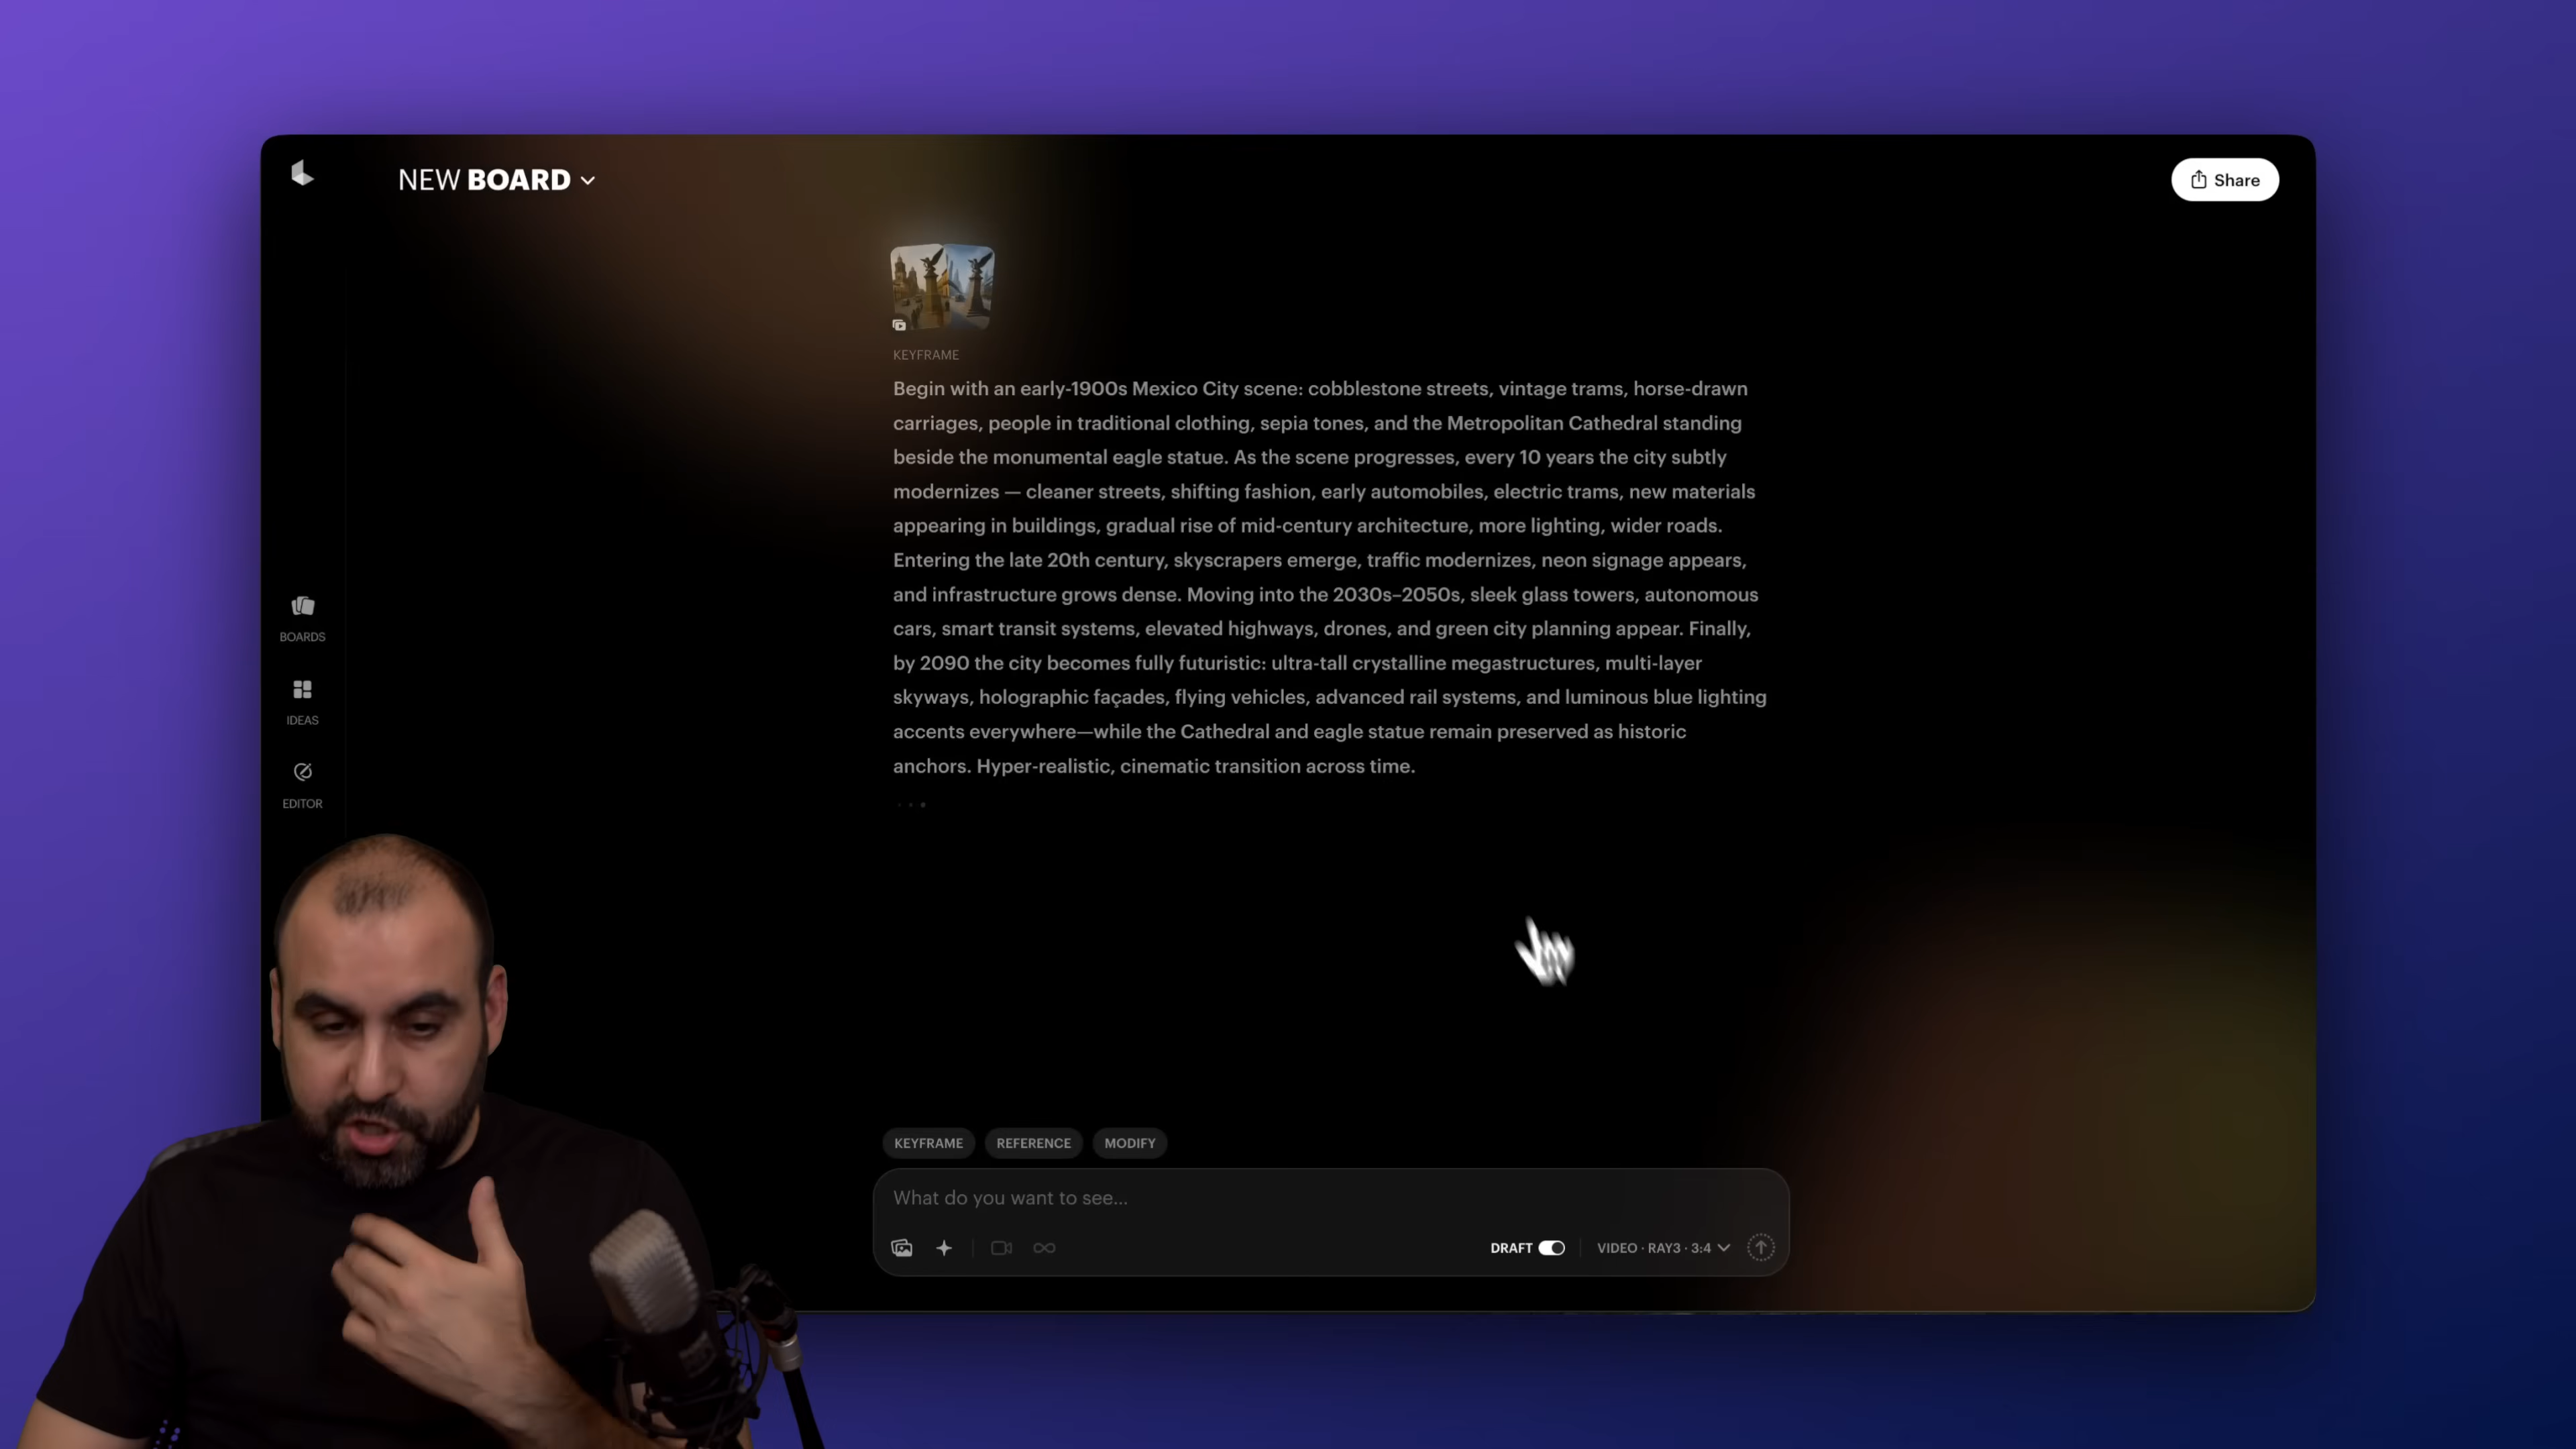 NEW BOARD
Share
KEYFRAME
Begin with an early-1900s Mexico City scene: cobblestone streets, vintage trams, horse-drawn
carriages, people in traditional clothing, sepia tones, and the Metropolitan Cathedral standing
beside the monumental eagle statue. As the scene progresses, every 10 years the city subtly
modernizes — cleaner streets, shifting fashion, early automobiles, electric trams, new materials
appearing in buildings, gradual rise of mid-century architecture, more lighting, wider roads.
Entering the late 20th century, skyscrapers emerge, traffic modernizes, neon signage appears,
and infrastructure grows dense. Moving into the 2030s–2050s, sleek glass towers, autonomous
cars, smart transit systems, elevated highways, drones, and green city planning appear. Finally,
by 2090 the city becomes fully futuristic: ultra-tall crystalline megastructures, multi-layer
skyways, holographic façades, flying vehicles, advanced rail systems, and luminous blue lighting
accents everywhere—while the Cathedral and eagle statue remain preserved as historic
anchors. Hyper-realistic, cinematic transition across time.
BOARDS
IDEAS
EDITOR
KEYFRAME REFERENCE MODIFY
What do you want to see...
DRAFT VIDEO · RAY3 · 3:4